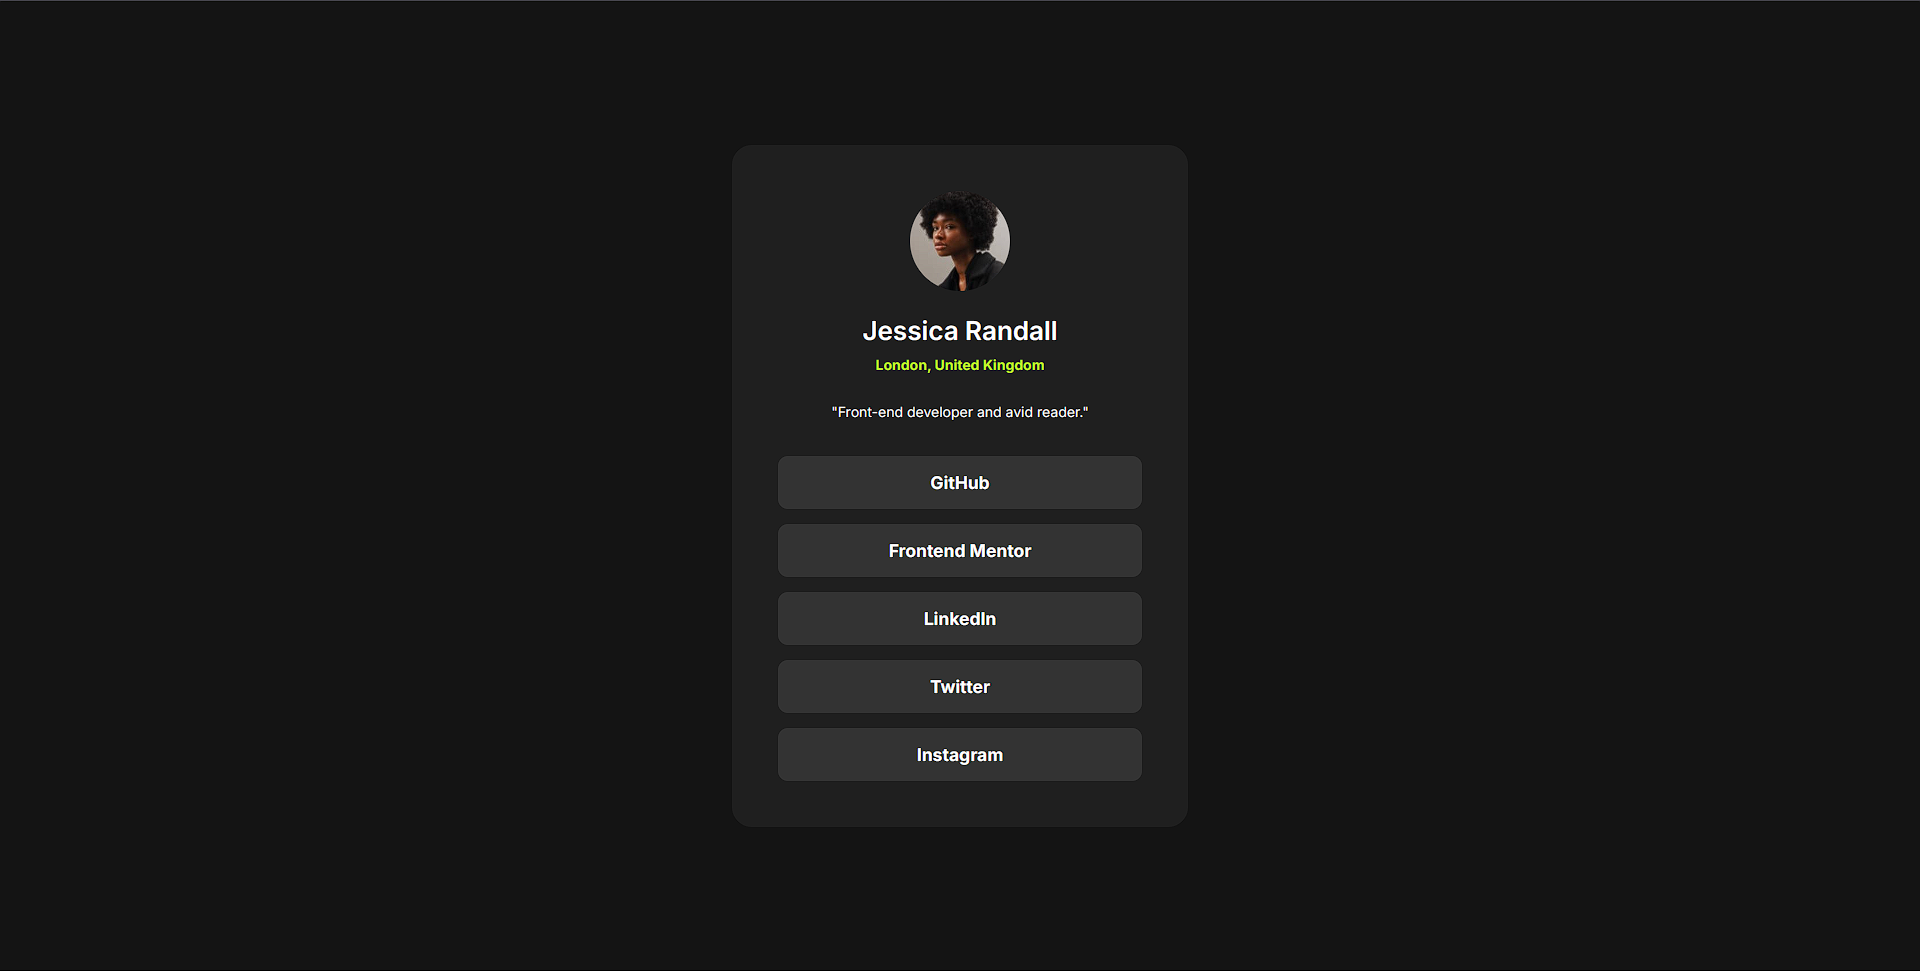 Jessica Randall
London, United Kingdom
"Front-end developer and avid reader."
GitHub
Frontend Mentor
LinkedIn
Twitter
Instagram